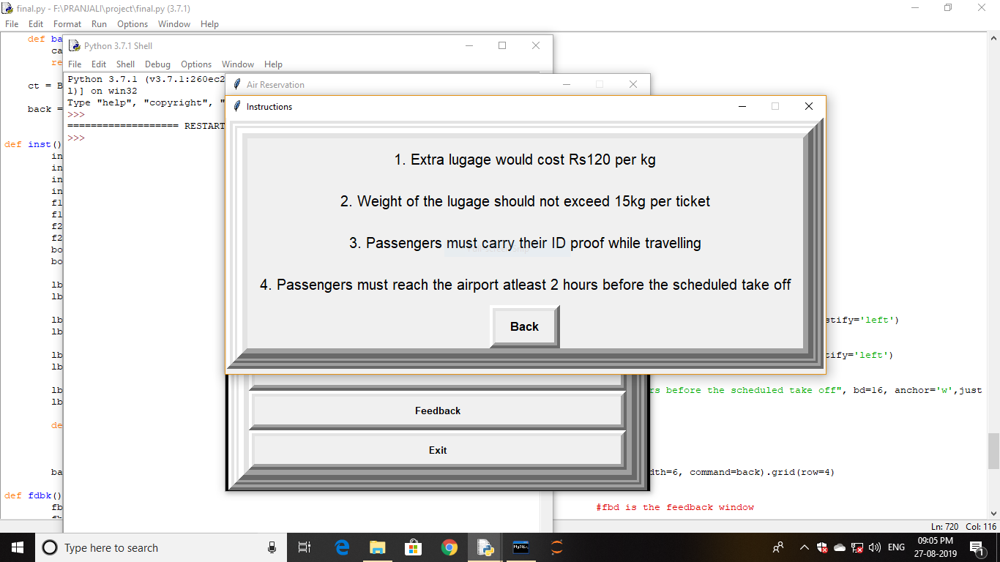 final.py - F:\PRANJALI\project\final.py (3.7.1)
File Edit Format Run Options Window Help
def ba
ca
re
ct = B
back =
def inst()
in
in
in
in
f1
f1
f2
f2
bo
bo
lb
lb
lb
stify='left')
lb
lb
ify='left')
lb
lb
rs before the scheduled take off", bd=16, anchor='w',just
lb
de
ba
dth=6, command=back).grid(row=4)
def fdbk()
fb
#fbd is the feedback window
Ln: 720 Col: 116
Python 3.7.1 Shell
File Edit Shell Debug Options Window Help
Python 3.7.1 (v3.7.1:260ec2
l)] on win32
Type "help", "copyright", "
>>>
=================== RESTART
>>>
Air Reservation
Instructions
1. Extra lugage would cost Rs120 per kg
2. Weight of the lugage should not exceed 15kg per ticket
3. Passengers must carry their ID proof while travelling
4. Passengers must reach the airport atleast 2 hours before the scheduled take off
Back
Feedback
Exit
Type here to search
MySQL
ENG
09:05 PM
27-08-2019
1